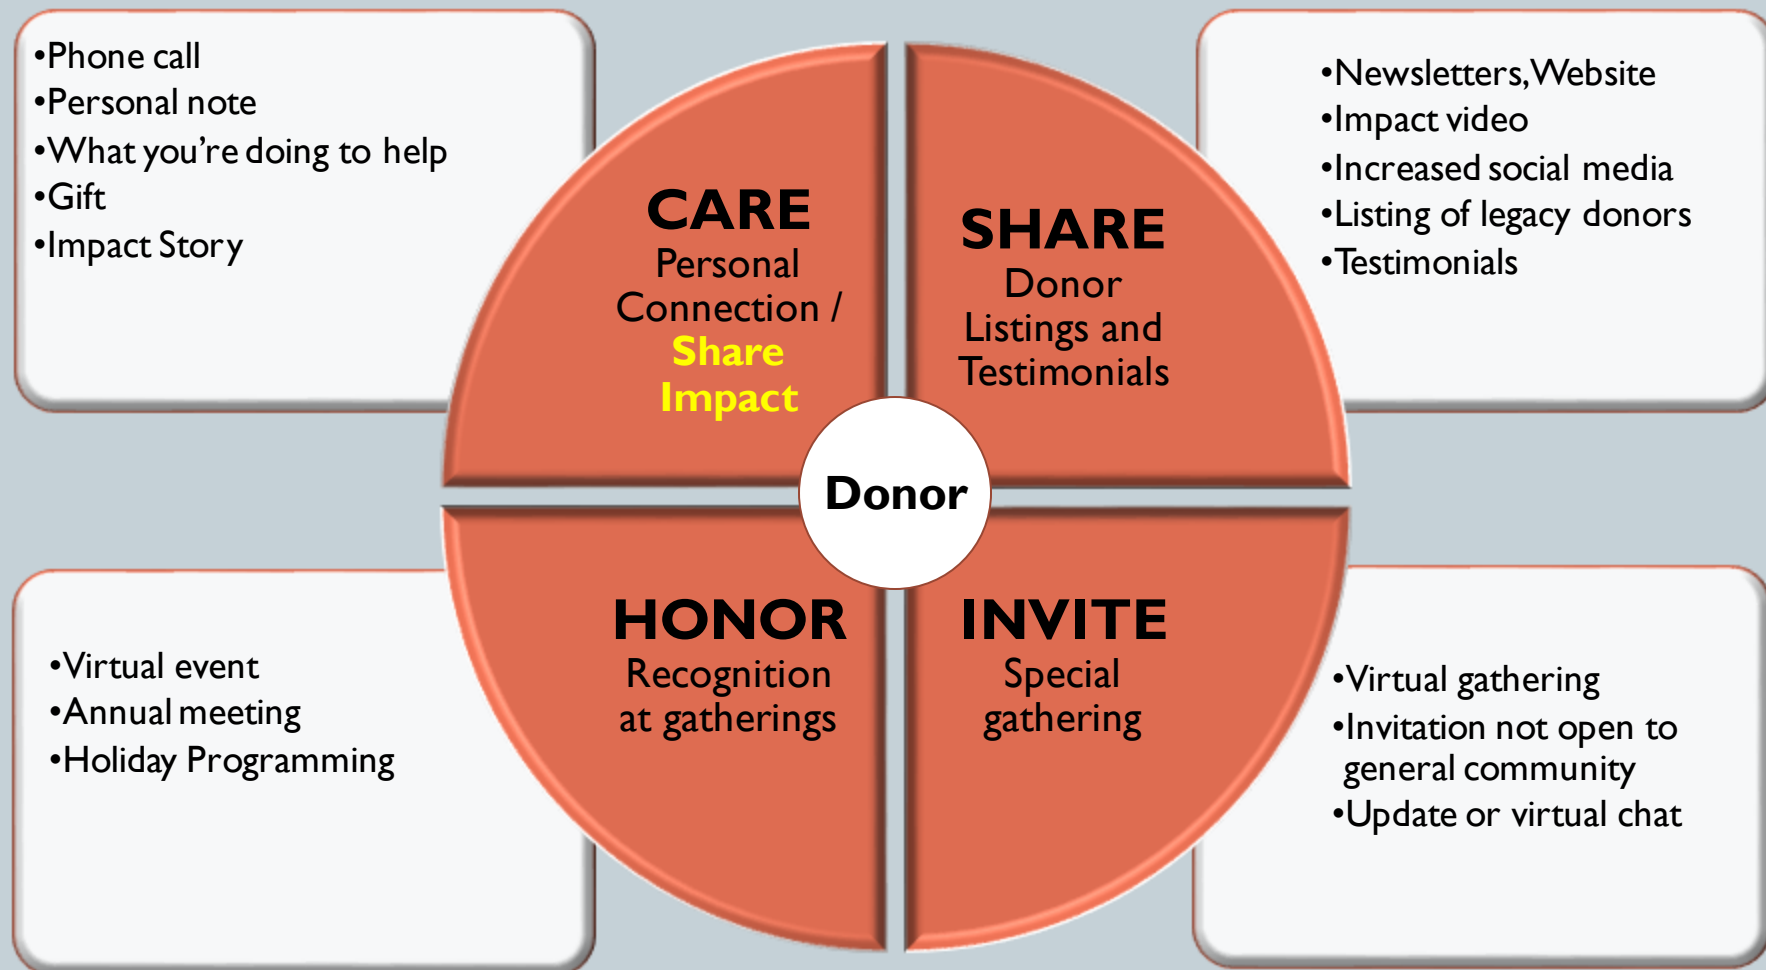 •Phone call
•Personal note
•What you're doing to help
•Gift
•Impact Story
CARE
Personal
Connection /
Share
Impact
SHARE
Donor
Listings and
Testimonials
•Newsletters,Website
•Impact video
•Increased social media
•Listing of legacy donors
•Testimonials
Donor
•Virtual event
•Annual meeting
•Holiday Programming
HONOR
Recognition
at gatherings
INVITE
Special
gathering
•Virtual gathering
•Invitation not open to
general community
•Update or virtual chat